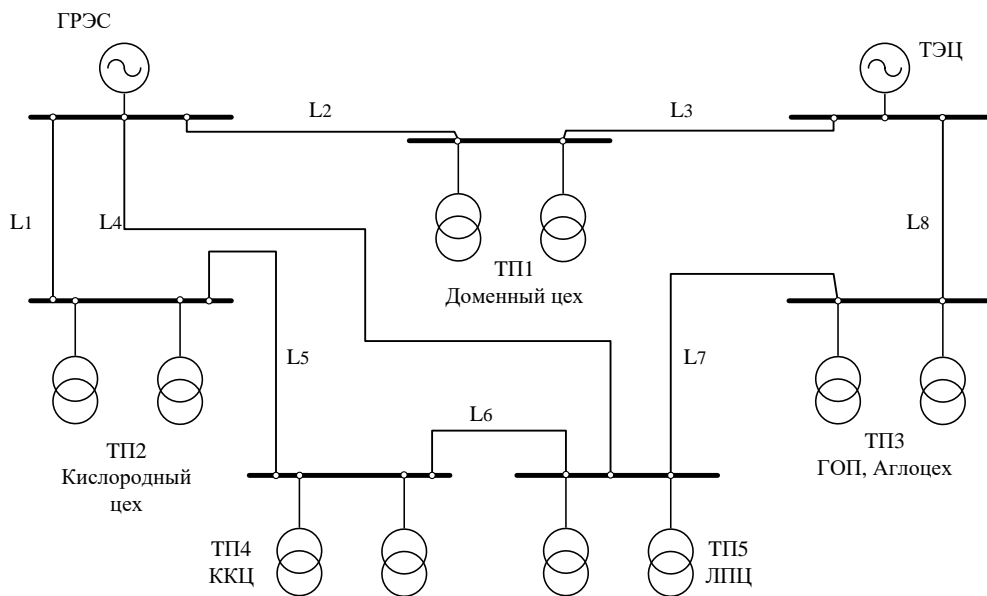 ГРЭС
ТЭЦ
L2
L3
L1
L4
L8
ТП1
Доменный цех
L5
L7
L6
ТП2
Кислородный
цех
ТП3
ГОП, Аглоцех
ТП4
ККЦ
ТП5
ЛПЦ